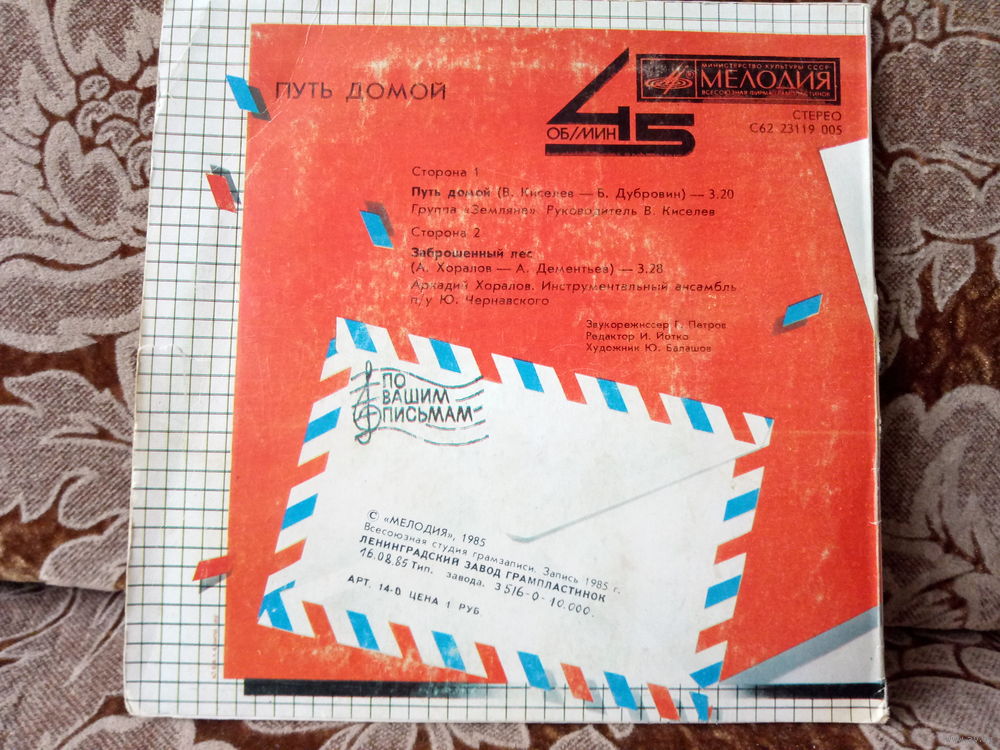 ПУТЬ ДОМОЙ
45
ОБ/МИН
МИНИСТЕРСТВО КУЛЬТУРЫ СССР
МЕЛОДИЯ
ВСЕСОЮЗНАЯ ФИРМА ГРАМПЛАСТИНОК
СТЕРЕО
С62 23119 005
Сторона 1
Путь домой (В. Киселев — Б. Дубровин) — 3.20
Группа «Земляне». Руководитель В. Киселев
Сторона 2
Заброшенный лес
(А. Хоралов — А. Дементьев) — 3.28
Аркадий Хоралов. Инструментальный ансамбль
п/у Ю. Чернавского
Звукорежиссер Г. Петров
Редактор И. Йотко
Художник Ю. Балашов
ПО
ВАШИМ
ПИСЬМАМ
© «МЕЛОДИЯ», 1985
Всесоюзная студия грамзаписи. Запись 1985 г.
ЛЕНИНГРАДСКИЙ ЗАВОД ГРАМПЛАСТИНОК
16.08.85 Тип. завода. 3516-0-10.000.
АРТ. 14-0 ЦЕНА 1 РУБ